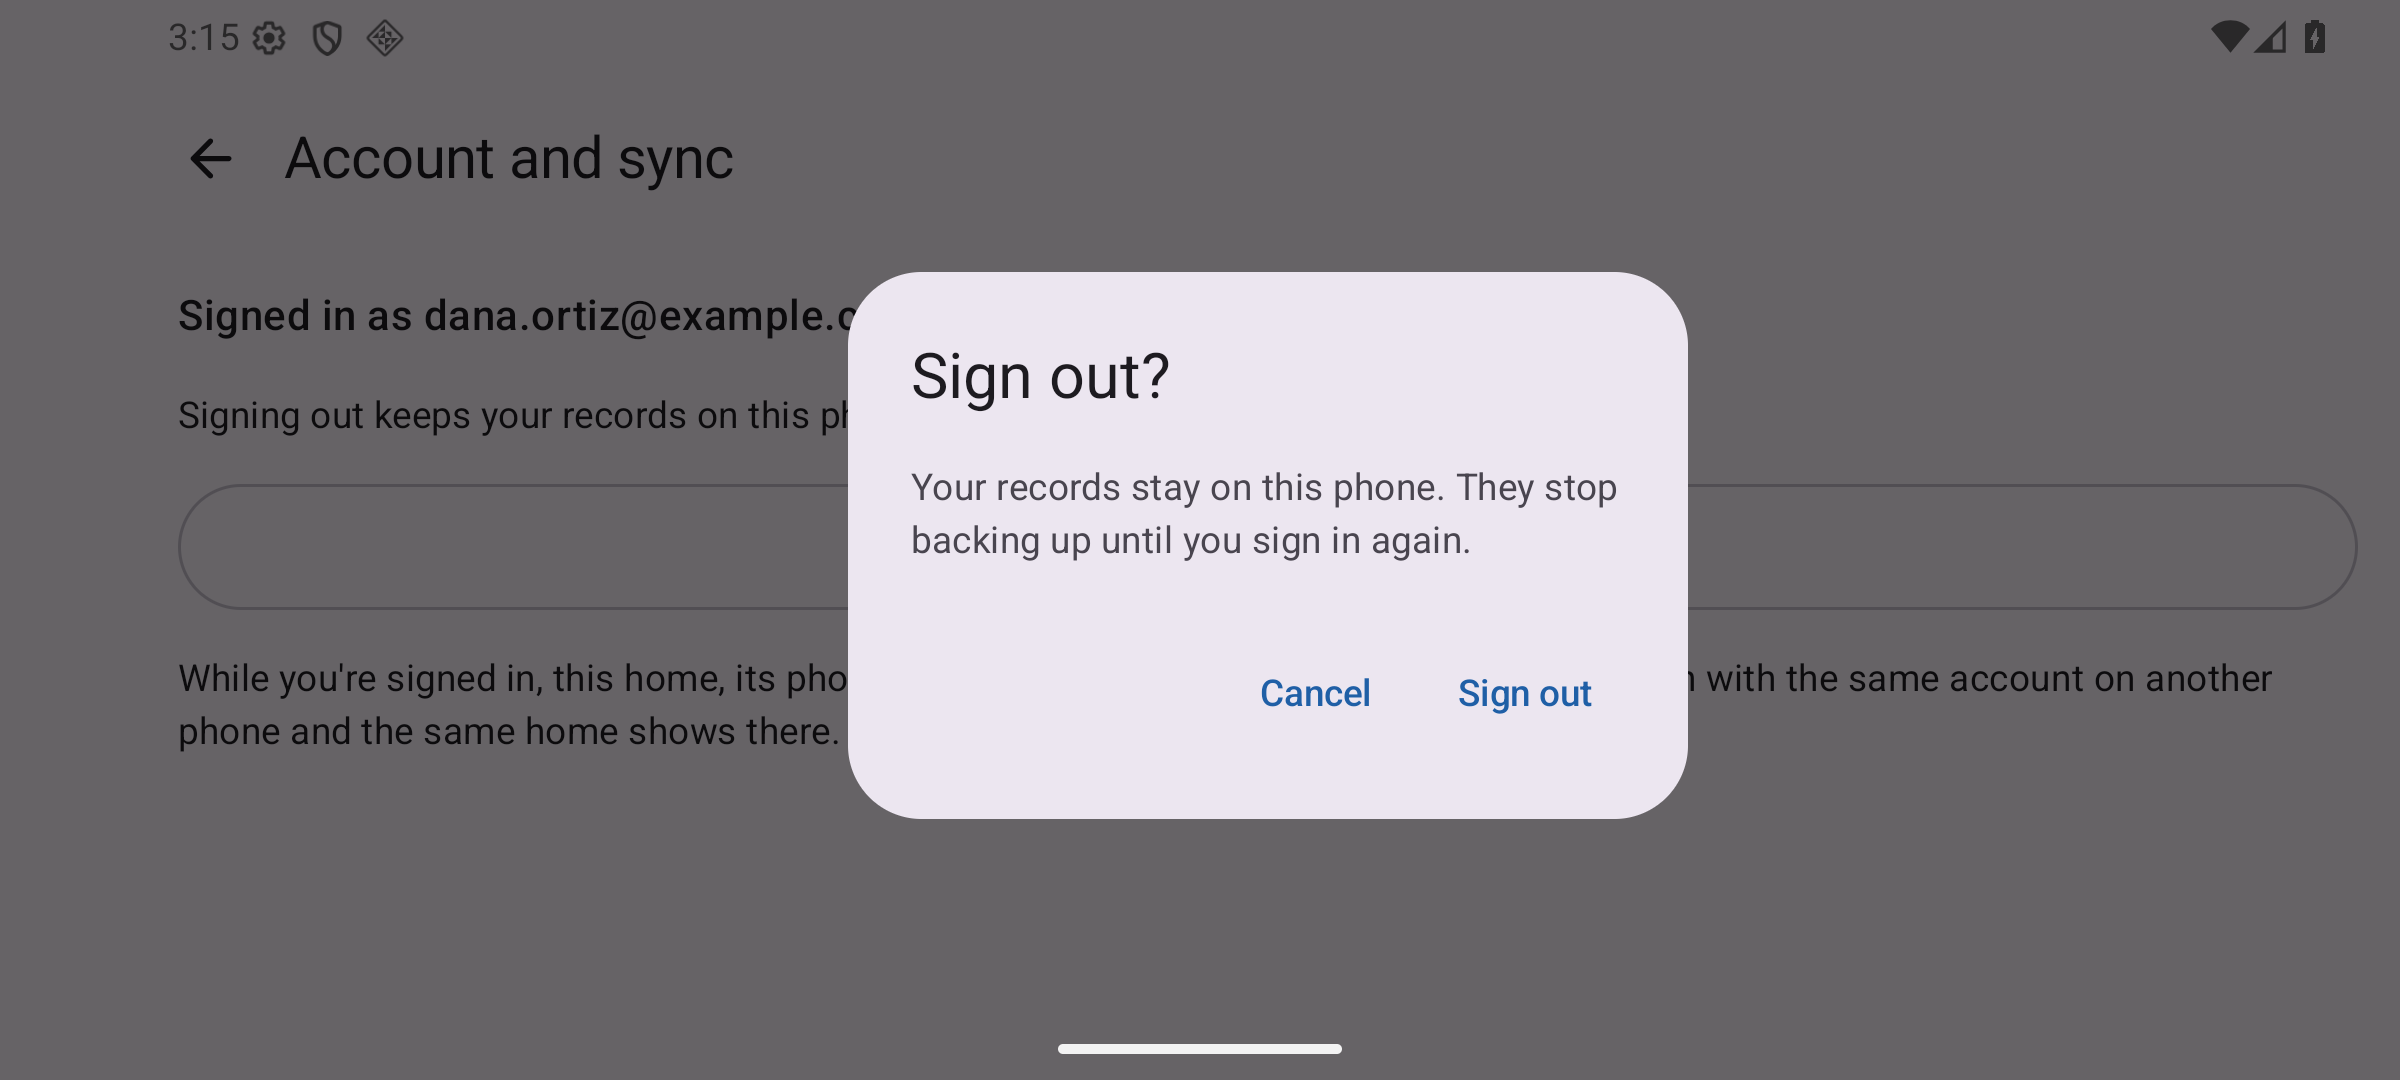 3:15
Account and sync
Signed in as dana.ortiz@example.c
Signing out keeps your records on this ph
Sign out?
Your records stay on this phone. They stop
backing up until you sign in again.
Cancel Sign out
While you're signed in, this home, its pho with the same account on another
phone and the same home shows there.